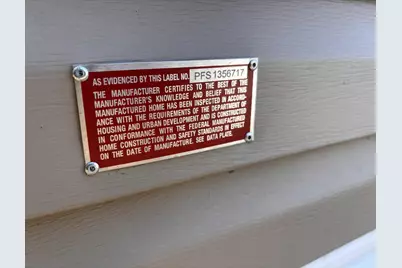 AS EVIDENCED BY THIS LABEL NO. PFS 1356717
THE MANUFACTURER CERTIFIES TO THE BEST OF THE
MANUFACTURER'S KNOWLEDGE AND BELIEF THAT THIS
MANUFACTURED HOME HAS BEEN INSPECTED IN ACCORD-
ANCE WITH THE REQUIREMENTS OF THE DEPARTMENT OF
HOUSING AND URBAN DEVELOPMENT AND IS CONSTRUCTED
IN CONFORMANCE WITH THE FEDERAL MANUFACTURED
HOME CONSTRUCTION AND SAFETY STANDARDS IN EFFECT
ON THE DATE OF MANUFACTURE. SEE DATA PLATE.